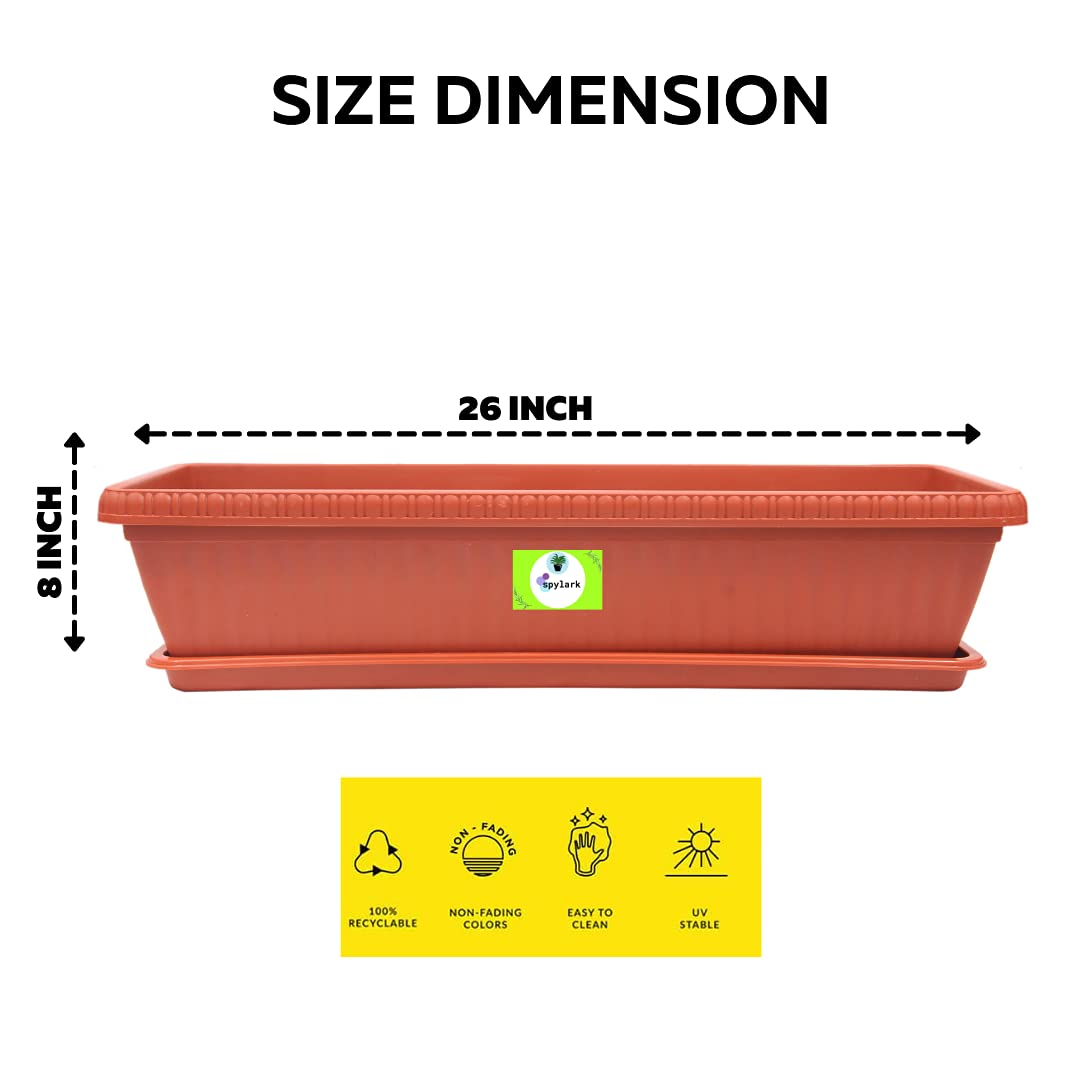 SIZE DIMENSION
26 INCH
8 INCH
spylark
NON - FADING
100%
RECYCLABLE
NON-FADING
COLORS
EASY TO
CLEAN
UV
STABLE